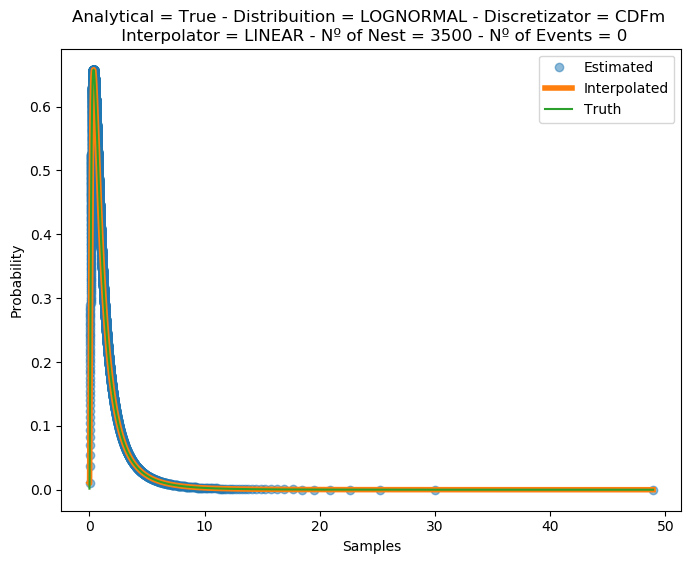 Analytical = True - Distribuition = LOGNORMAL - Discretizator = CDFm
Interpolator = LINEAR - Nº of Nest = 3500 - Nº of Events = 0
Estimated
Interpolated
Truth
0.6
0.5
0.4
0.3
0.2
0.1
0.0
Probability
0 10 20 30 40 50
Samples